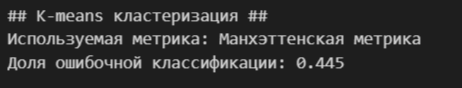 ## K-means кластеризация ##
Используемая метрика: Манхэттенская метрика
Доля ошибочной классификации: 0.445